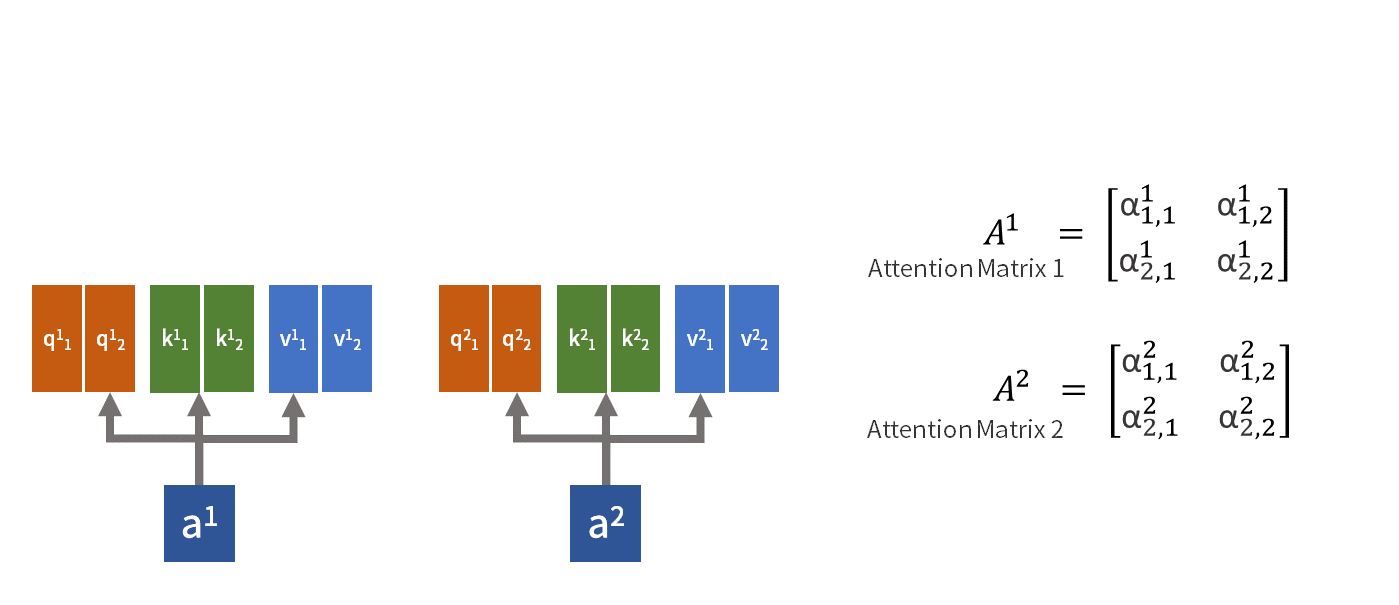 q¹₁ q¹₂ k¹₁ k¹₂ v¹₁ v¹₂
a¹
q²₁ q²₂ k²₁ k²₂ v²₁ v²₂
a²
A¹ = [α¹₁,₁ α¹₁,₂
α¹₂,₁ α¹₂,₂]
Attention Matrix 1
A² = [α²₁,₁ α²₁,₂
α²₂,₁ α²₂,₂]
Attention Matrix 2